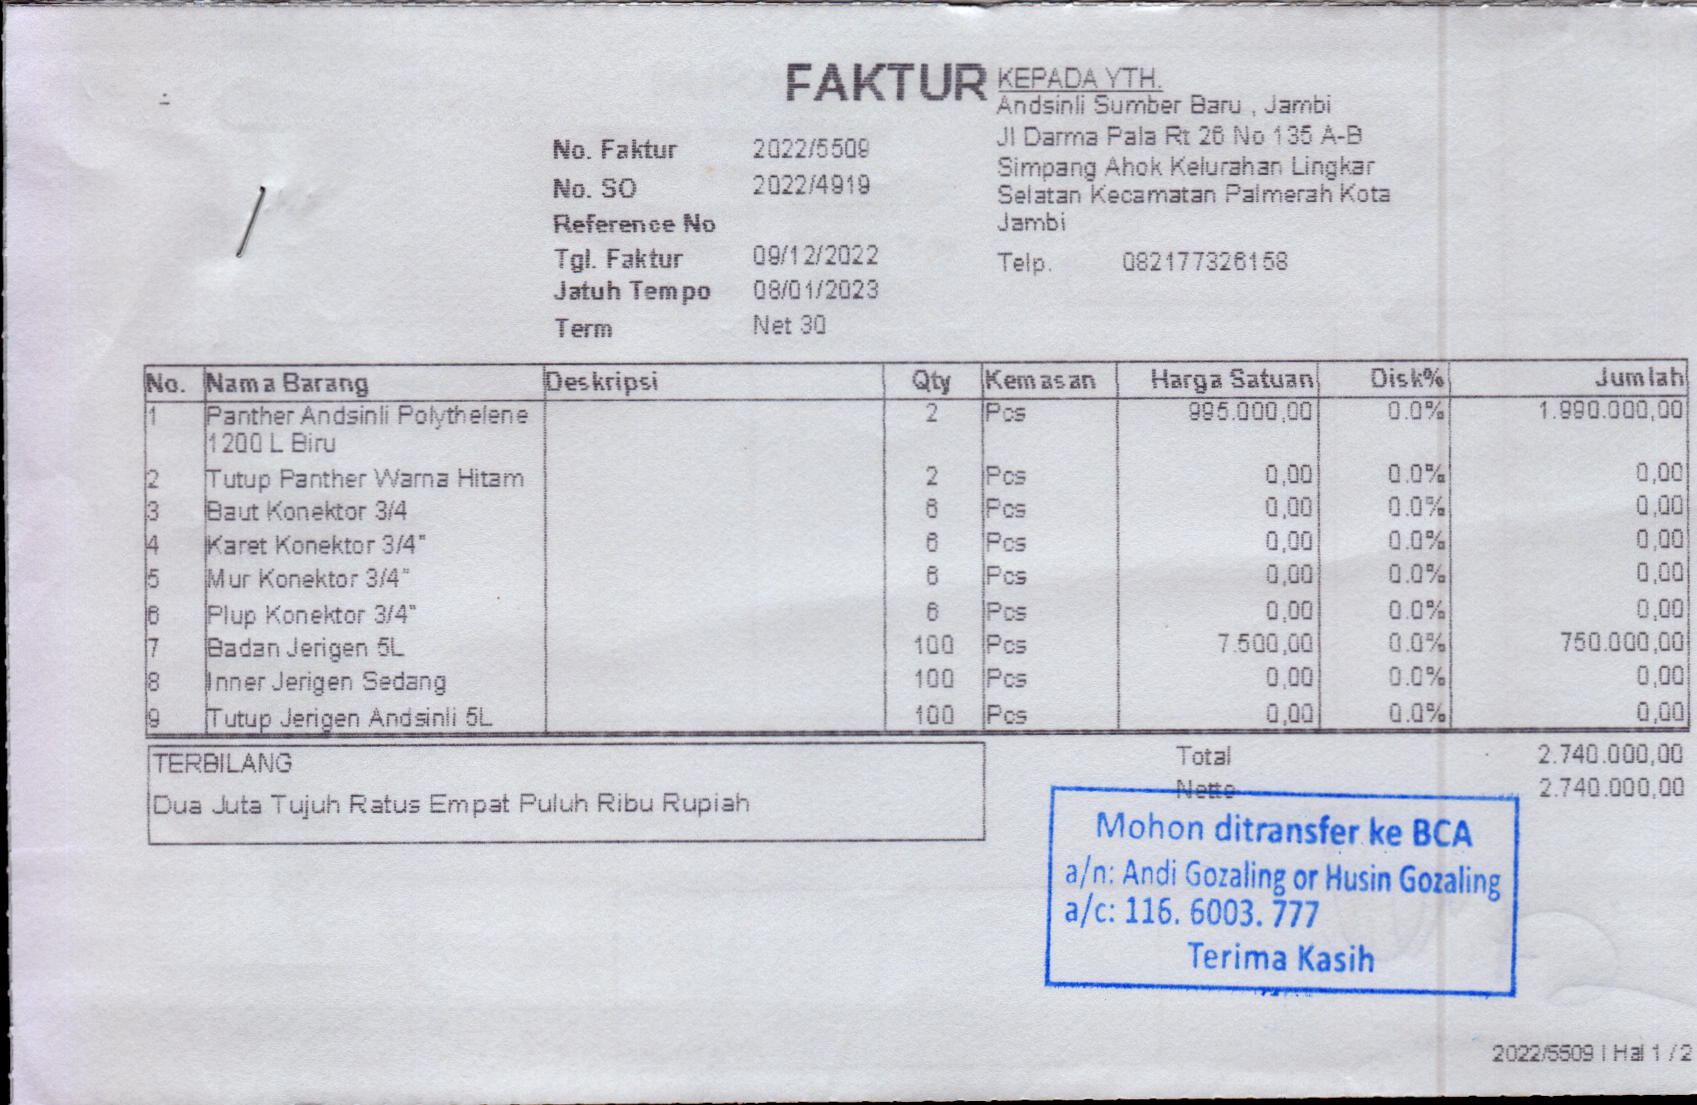 FAKTUR
KEPADA YTH.
Andsinli Sumber Baru , Jambi
Jl Darma Pala Rt 26 No 135 A-B
Simpang Ahok Kelurahan Lingkar
Selatan Kecamatan Palmerah Kota
Jambi
Telp. 082177326158
No. Faktur 2022/5509
No. SO 2022/4919
Reference No
Tgl. Faktur 09/12/2022
Jatuh Tempo 08/01/2023
Term Net 30
No. Nama Barang Deskripsi Qty Kemasan Harga Satuan Disk% Jumlah
1 Panther Andsinli Polythelene 2 Pcs 995.000,00 0.0% 1.990.000,00
1200 L Biru
2 Tutup Panther Warna Hitam 2 Pcs 0,00 0.0% 0,00
3 Baut Konektor 3/4 6 Pcs 0,00 0.0% 0,00
4 Karet Konektor 3/4" 6 Pcs 0,00 0.0% 0,00
5 Mur Konektor 3/4" 6 Pcs 0,00 0.0% 0,00
6 Plup Konektor 3/4" 6 Pcs 0,00 0.0% 0,00
7 Badan Jerigen 5L 100 Pcs 7.500,00 0.0% 750.000,00
8 Inner Jerigen Sedang 100 Pcs 0,00 0.0% 0,00
9 Tutup Jerigen Andsinli 5L 100 Pcs 0,00 0.0% 0,00
TERBILANG
Dua Juta Tujuh Ratus Empat Puluh Ribu Rupiah
Total 2.740.000,00
Netto 2.740.000,00
Mohon ditransfer ke BCA
a/n: Andi Gozaling or Husin Gozaling
a/c: 116. 6003. 777
Terima Kasih
2022/5509 | Hal 1 / 2